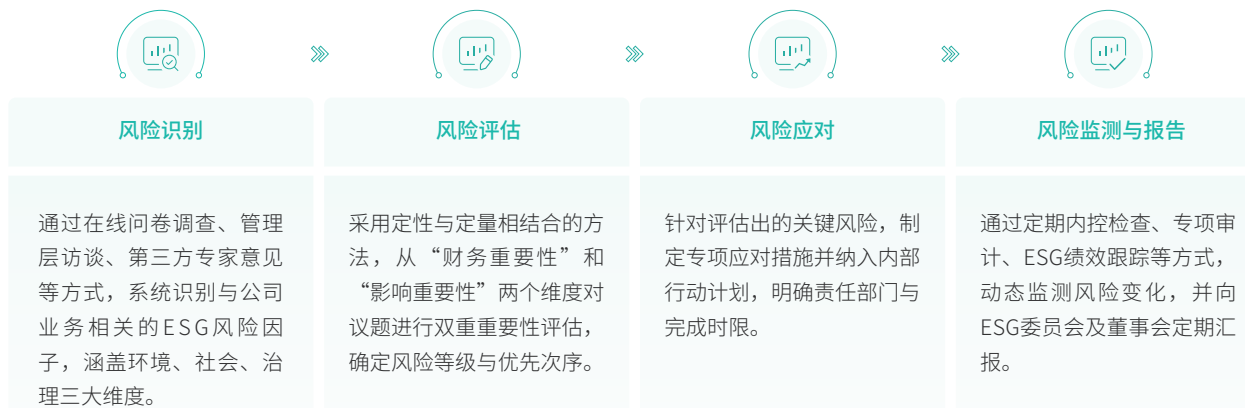 风险识别
通过在线问卷调查、管理
层访谈、第三方专家意见
等方式，系统识别与公司
业务相关的ESG风险因
子，涵盖环境、社会、治
理三大维度。
风险评估
采用定性与定量相结合的方
法，从“财务重要性”和
“影响重要性”两个维度对
议题进行双重重要性评估，
确定风险等级与优先次序。
风险应对
针对评估出的关键风险，制
定专项应对措施并纳入内部
行动计划，明确责任部门与
完成时限。
风险监测与报告
通过定期内控检查、专项审
计、ESG绩效跟踪等方式，
动态监测风险变化，并向
ESG委员会及董事会定期汇
报。